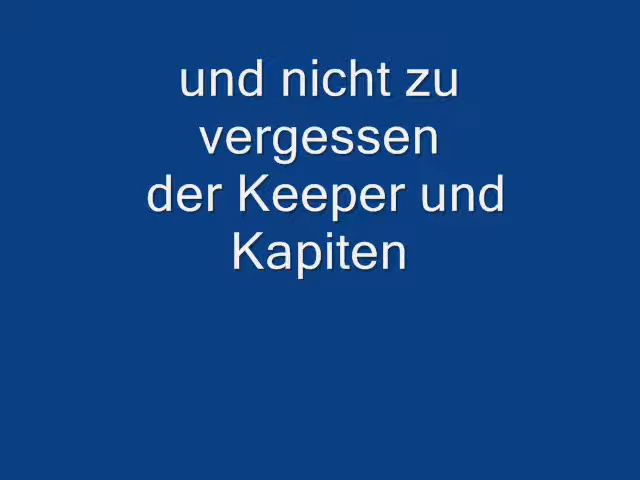 und nicht zu
vergessen
der Keeper und
Kapiten